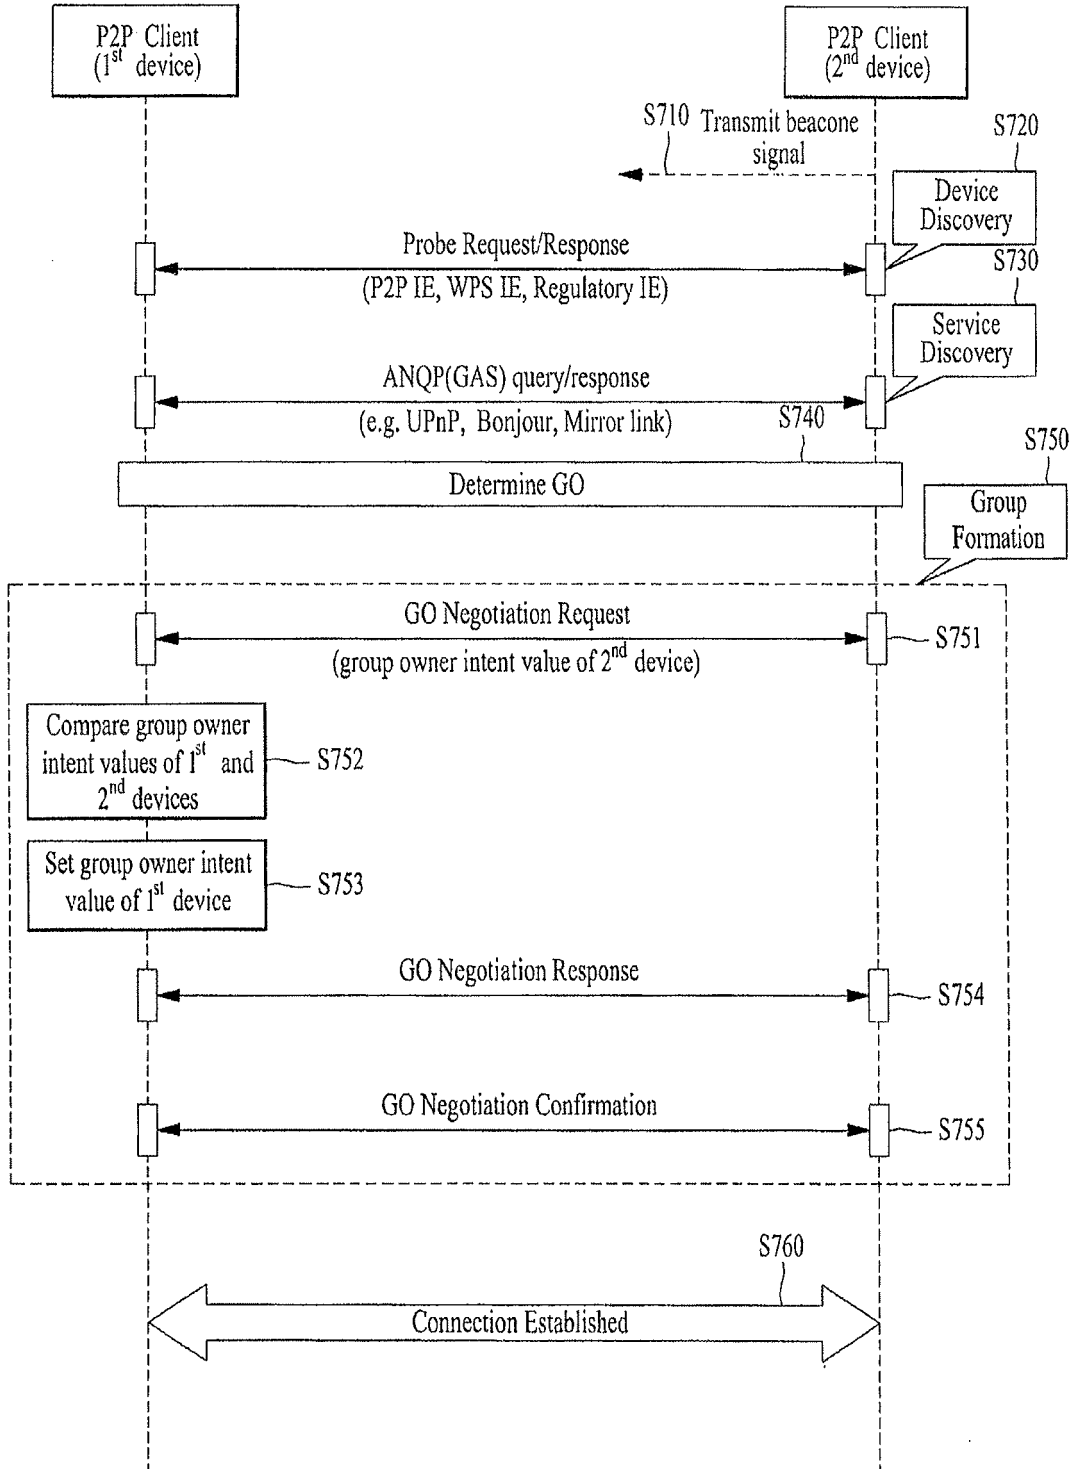 P2P Client
(1st device)
P2P Client
(2nd device)
S710
Transmit beacone
signal
S720
Device
Discovery
Probe Request/Response
(P2P IE, WPS IE, Regulatory IE)
S730
Service
Discovery
ANQP(GAS) query/response
(e.g. UPnP, Bonjour, Mirror link)
S740
Determine GO
S750
Group
Formation
GO Negotiation Request
(group owner intent value of 2nd device)
S751
Compare group owner
intent values of 1st and
2nd devices
S752
Set group owner intent
value of 1st device
S753
GO Negotiation Response
S754
GO Negotiation Confirmation
S755
S760
Connection Established